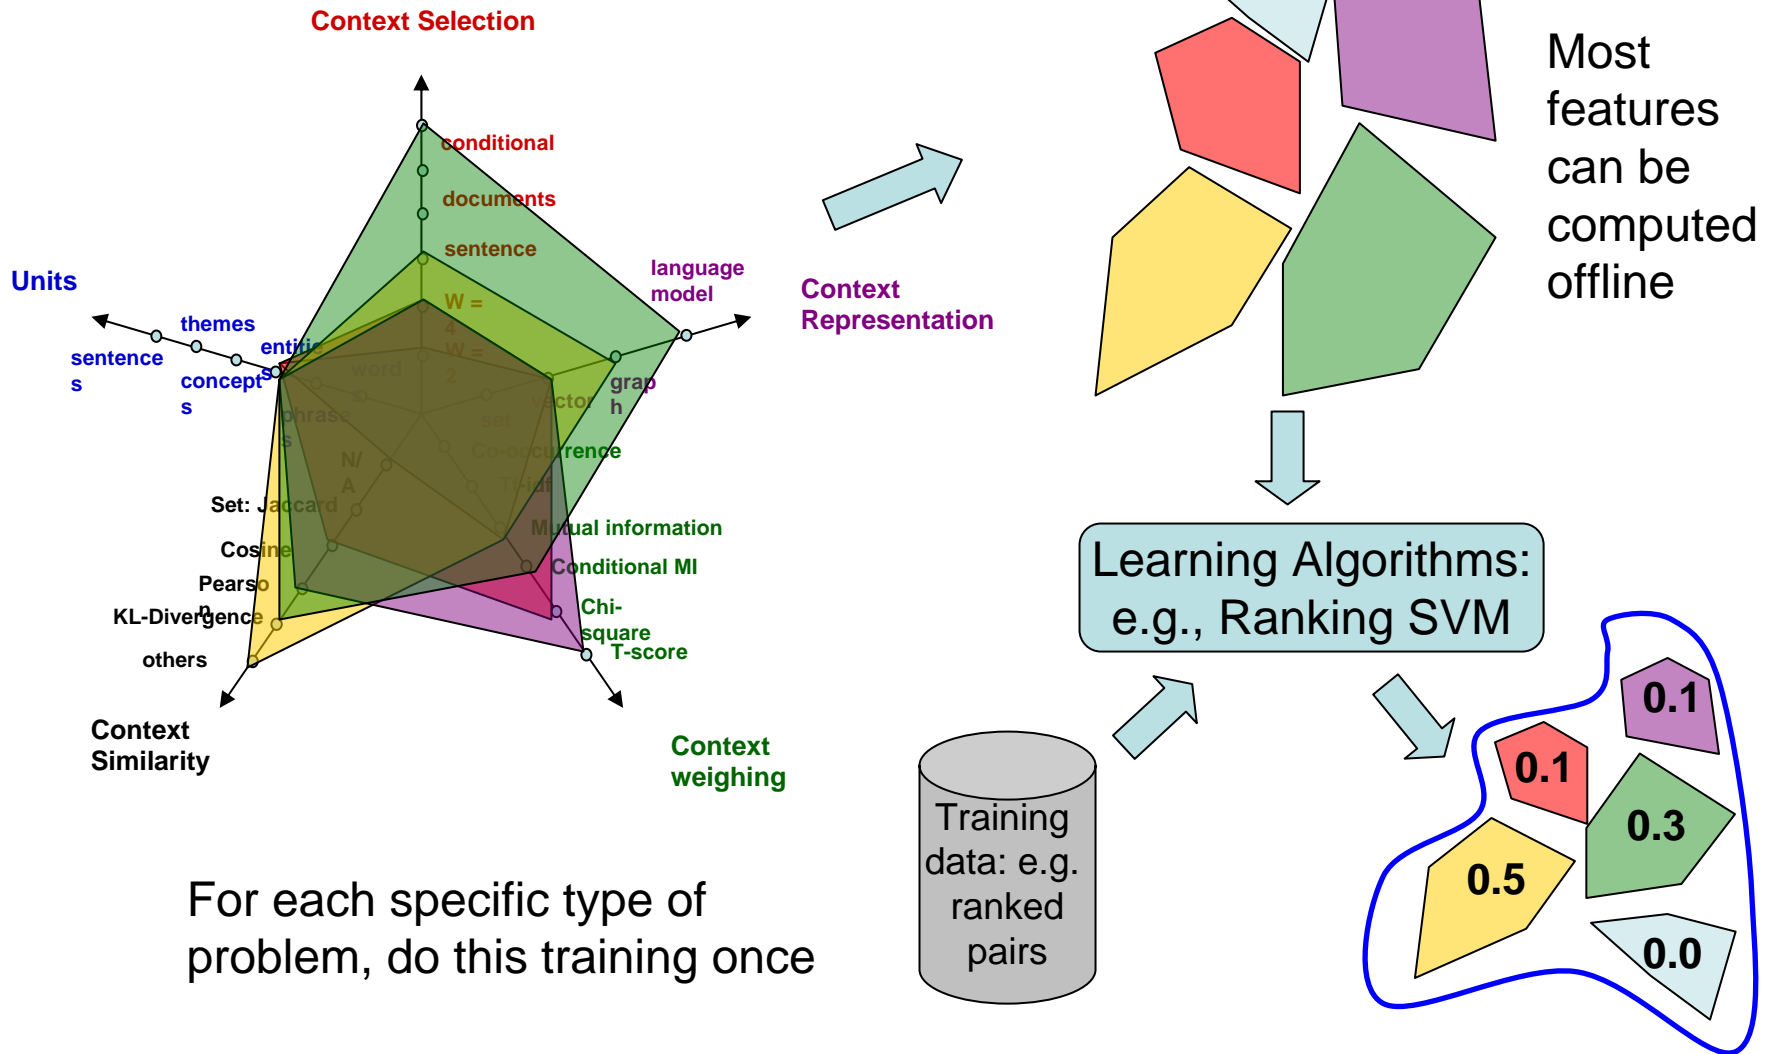 Context Selection
conditional
documents
sentence
W =
4
W =
2
Units
themes
sentence
s
entitie
s
concept
s
word
phrase
s
language
model
Context
Representation
grap
h
vector
set
Co-occurrence
Tf-idf
Mutual information
Conditional MI
Chi-
square
T-score
Context
weighing
N/
A
Set: Jaccard
Cosine
Pearso
n
KL-Divergence
others
Context
Similarity
For each specific type of
problem, do this training once
Most
features
can be
computed
offline
Learning Algorithms:
e.g., Ranking SVM
Training
data: e.g.
ranked
pairs
0.1
0.1
0.3
0.5
0.0